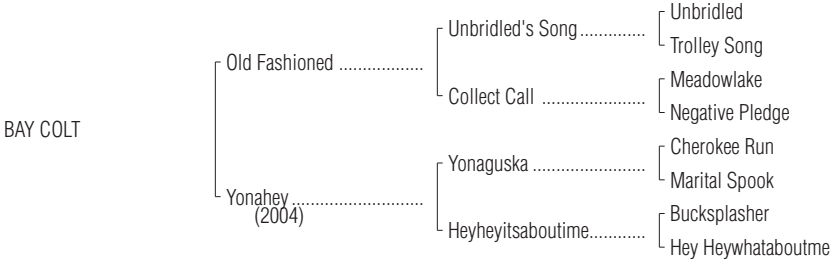 Unbridled
Unbridled's Song..............
Trolley Song
Old Fashioned ..................
Meadowlake
Collect Call ......................
Negative Pledge
BAY COLT
Cherokee Run
Yonaguska ........................
Marital Spook
Yonahey ............................
(2004)
Bucksplasher
Heyheyitsaboutime............
Hey Heywhataboutme